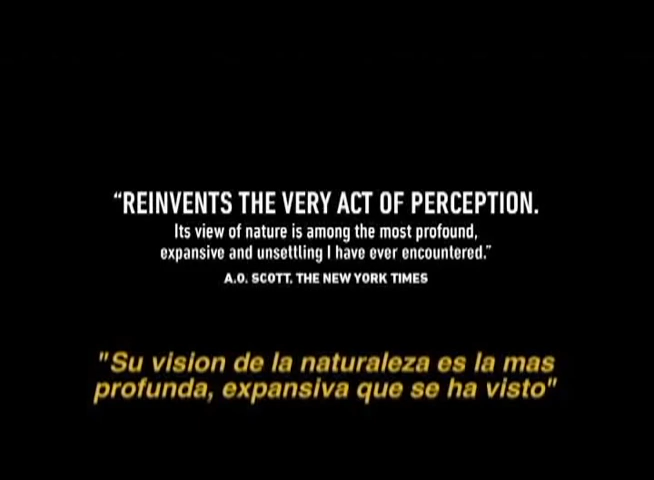 “REINVENTS THE VERY ACT OF PERCEPTION.
Its view of nature is among the most profound,
expansive and unsettling I have ever encountered.”
A.O. SCOTT, THE NEW YORK TIMES
"Su vision de la naturaleza es la mas
profunda, expansiva que se ha visto"